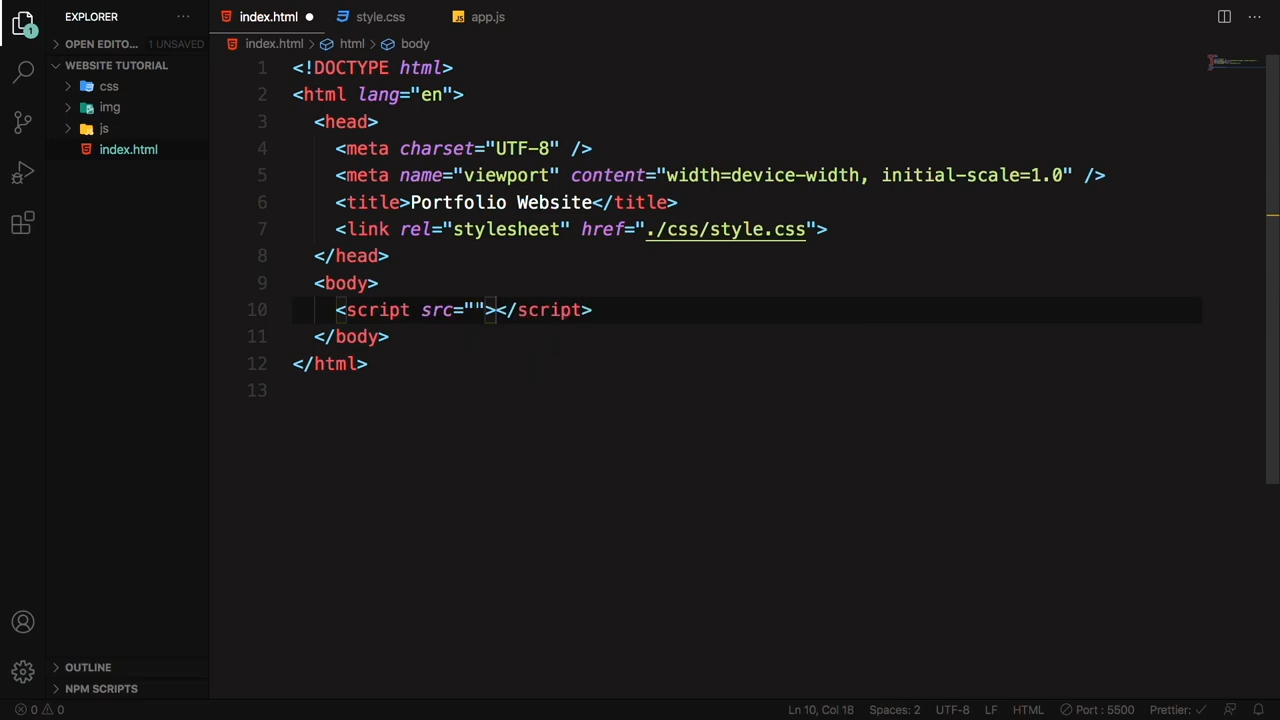 EXPLORER ···
index.html
style.css
app.js
1
OPEN EDITO... 1 UNSAVED
index.html > html > body
WEBSITE TUTORIAL
css
img
js
index.html
1 <!DOCTYPE html>
2 <html lang="en">
3 <head>
4 <meta charset="UTF-8" />
5 <meta name="viewport" content="width=device-width, initial-scale=1.0" />
6 <title>Portfolio Website</title>
7 <link rel="stylesheet" href="./css/style.css">
8 </head>
9 <body>
10 <script src=""></script>
11 </body>
12 </html>
13
OUTLINE
NPM SCRIPTS
0 0
Ln 10, Col 18 Spaces: 2 UTF-8 LF HTML Port : 5500 Prettier: ✓